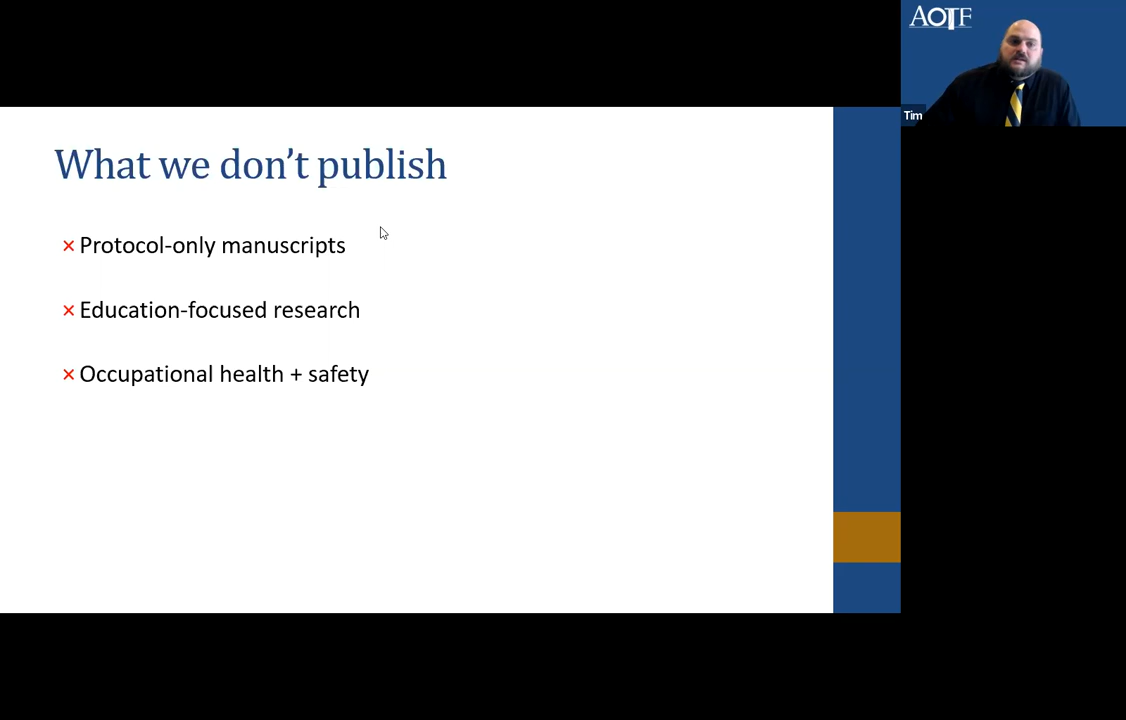 AOTF
Tim
What we don't publish
× Protocol-only manuscripts
× Education-focused research
× Occupational health + safety